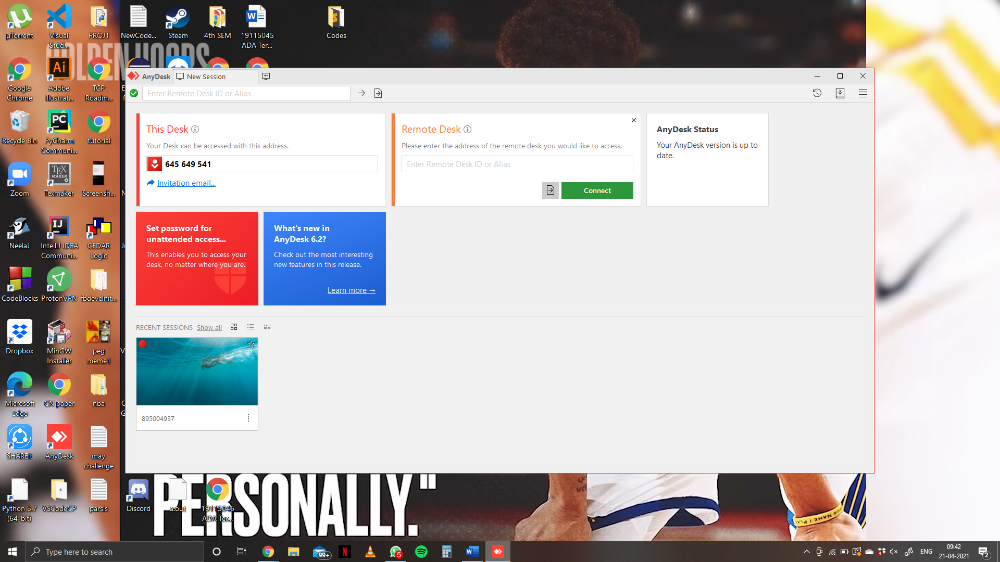 µTorrent
Visual
Stud...
PROJ1
NewCode...
Steam
4th SEM
19115045
ADA Ter...
Codes
GOLDEN HOOPS
Google
Chrome
Adobe
Illustrat...
TCP
Roadm...
Recycle Bin
PyCharm
Communi...
tutorial
Zoom
Texmaker
Screensh...
NeelaJ
IntelliJ IDEA
Communi...
CEDAR
Logic
CodeBlocks
ProtonVPN
fbdevcInit...
Dropbox
MinGW
Installer
peg
meme1
Microsoft
Edge
CN paper
nba
SHAREit
AnyDesk
may
challenge
Python 3.7
(64-bit)
VSCodeCP
parsis
Discord
a.out
19115045
ADA Ter...
AnyDesk
New Session
Enter Remote Desk ID or Alias
This Desk
Your Desk can be accessed with this address.
645 649 541
Invitation email...
Remote Desk
Please enter the address of the remote desk you would like to access.
Enter Remote Desk ID or Alias
Connect
AnyDesk Status
Your AnyDesk version is up to
date.
Set password for
unattended access...
This enables you to access your
desk, no matter where you are.
What's new in
AnyDesk 6.2?
Check out the most interesting
new features in this release.
Learn more →
RECENT SESSIONS Show all
895004937
PERSONALLY."
Type here to search
99+
5
ENG
09:42
21-04-2021
2